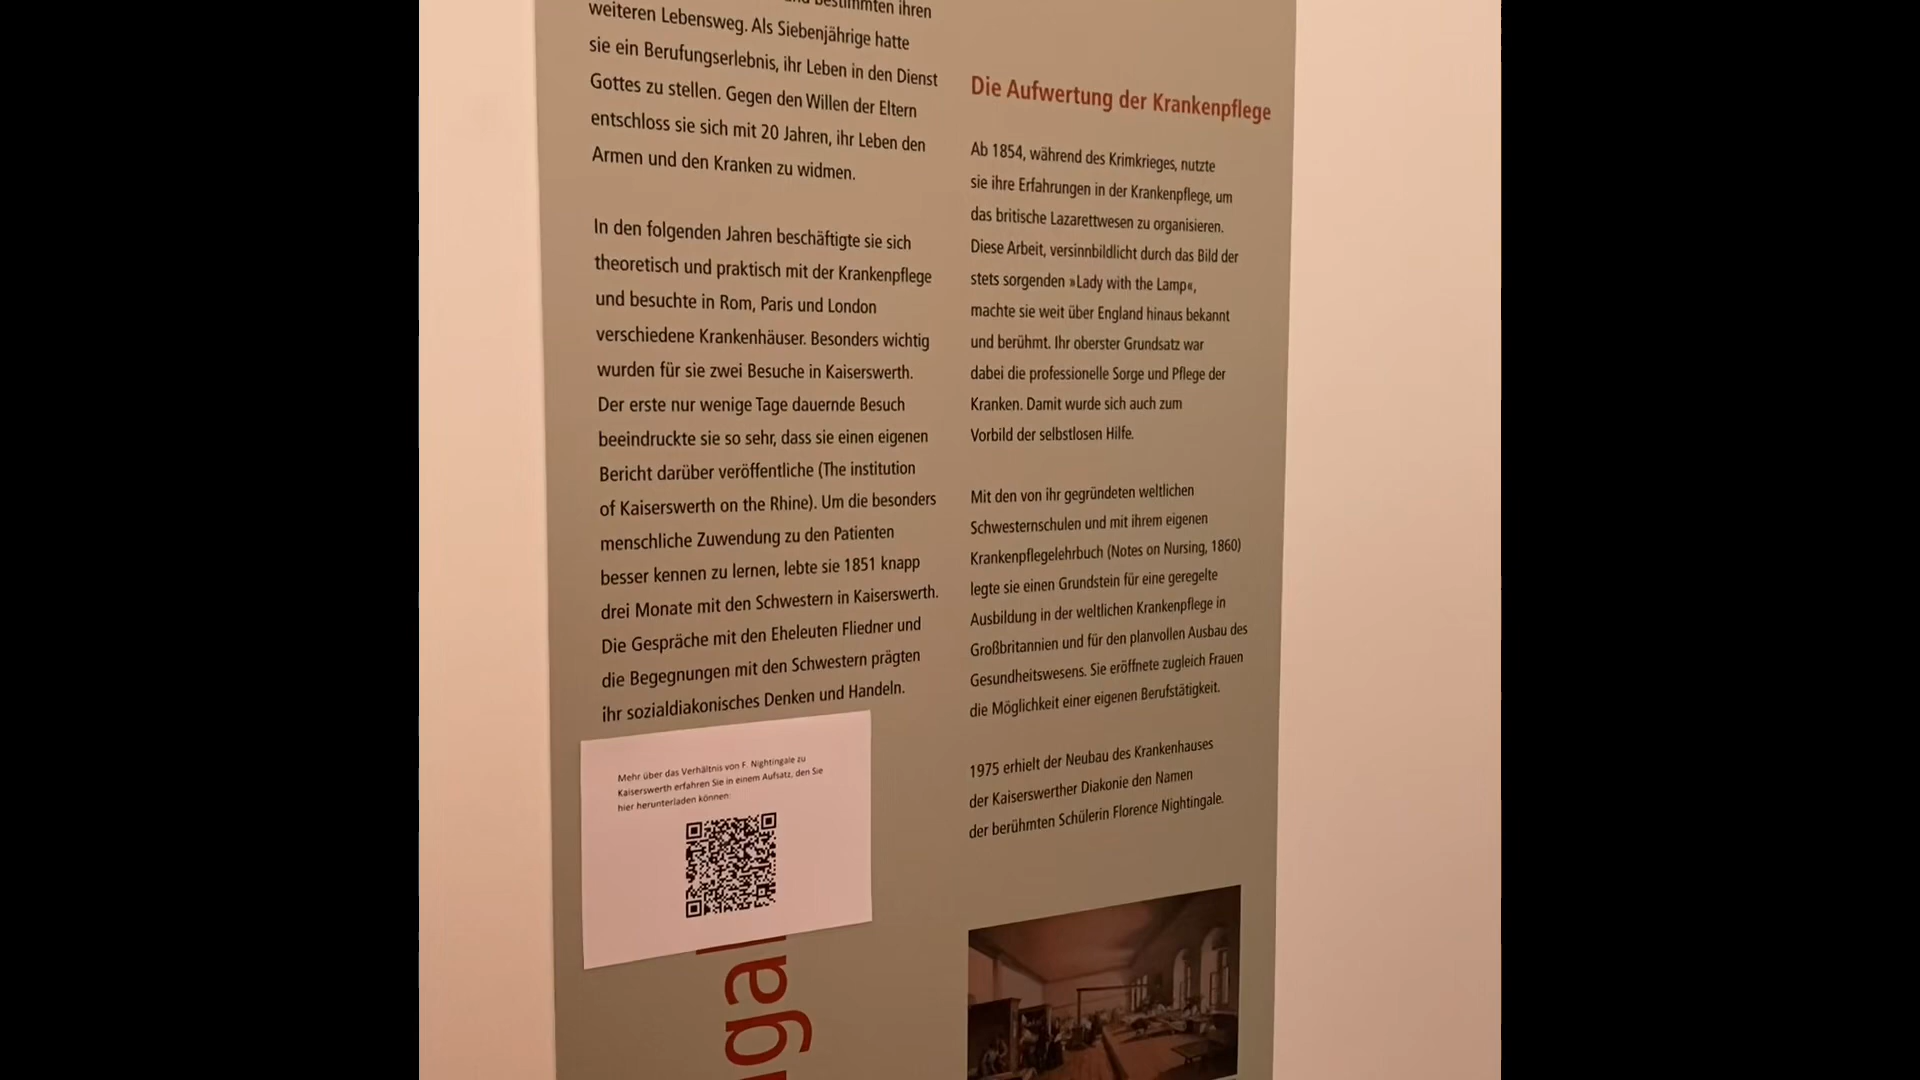 bestimmten ihren
weiteren Lebensweg. Als Siebenjährige hatte
sie ein Berufungserlebnis, ihr Leben in den Dienst
Gottes zu stellen. Gegen den Willen der Eltern
entschloss sie sich mit 20 Jahren, ihr Leben den
Armen und den Kranken zu widmen.
In den folgenden Jahren beschäftigte sie sich
theoretisch und praktisch mit der Krankenpflege
und besuchte in Rom, Paris und London
verschiedene Krankenhäuser. Besonders wichtig
wurden für sie zwei Besuche in Kaiserswerth.
Der erste nur wenige Tage dauernde Besuch
beeindruckte sie so sehr, dass sie einen eigenen
Bericht darüber veröffentliche (The institution
of Kaiserswerth on the Rhine). Um die besonders
menschliche Zuwendung zu den Patienten
besser kennen zu lernen, lebte sie 1851 knapp
drei Monate mit den Schwestern in Kaiserswerth.
Die Gespräche mit den Eheleuten Fliedner und
die Begegnungen mit den Schwestern prägten
ihr sozialdiakonisches Denken und Handeln.
Mehr über das Verhältnis von F. Nightingale zu
Kaiserswerth erfahren Sie in einem Aufsatz, den Sie
hier herunterladen können:
ngal
Die Aufwertung der Krankenpflege
Ab 1854, während des Krimkrieges, nutzte
sie ihre Erfahrungen in der Krankenpflege, um
das britische Lazarettwesen zu organisieren.
Diese Arbeit, versinnbildlicht durch das Bild der
stets sorgenden »Lady with the Lamp«,
machte sie weit über England hinaus bekannt
und berühmt. Ihr oberster Grundsatz war
dabei die professionelle Sorge und Pflege der
Kranken. Damit wurde sich auch zum
Vorbild der selbstlosen Hilfe.
Mit den von ihr gegründeten weltlichen
Schwesternschulen und mit ihrem eigenen
Krankenpflegelehrbuch (Notes on Nursing, 1860)
legte sie einen Grundstein für eine geregelte
Ausbildung in der weltlichen Krankenpflege in
Großbritannien und für den planvollen Ausbau des
Gesundheitswesens. Sie eröffnete zugleich Frauen
die Möglichkeit einer eigenen Berufstätigkeit.
1975 erhielt der Neubau des Krankenhauses
der Kaiserswerther Diakonie den Namen
der berühmten Schülerin Florence Nightingale.